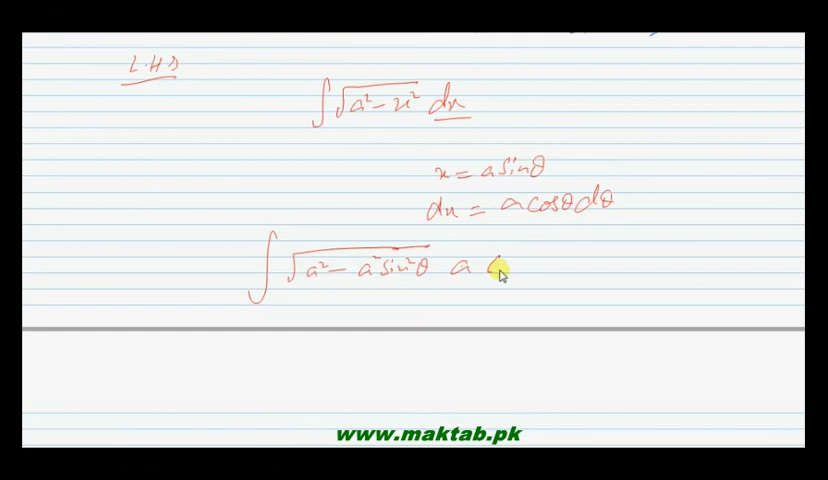 L.H.S
∫√a²-x² dx
x = a sinθ
dx = a cosθ dθ
∫√a² - a² sin²θ a c
www.maktab.pk